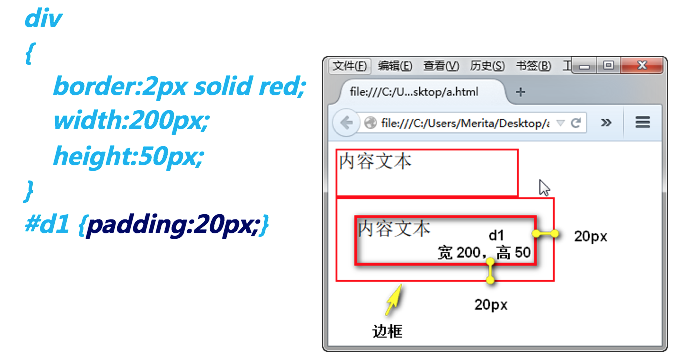 div
{
border:2px solid red;
width:200px;
height:50px;
}
#d1 {padding:20px;}
文件(F) 编辑(E) 查看(V) 历史(S) 书签(B) 工
file:///C:/U...sktop/a.html
file:///C:/Users/Merita/Desktop/a
内容文本
内容文本
d1
宽 200，高 50
20px
20px
边框